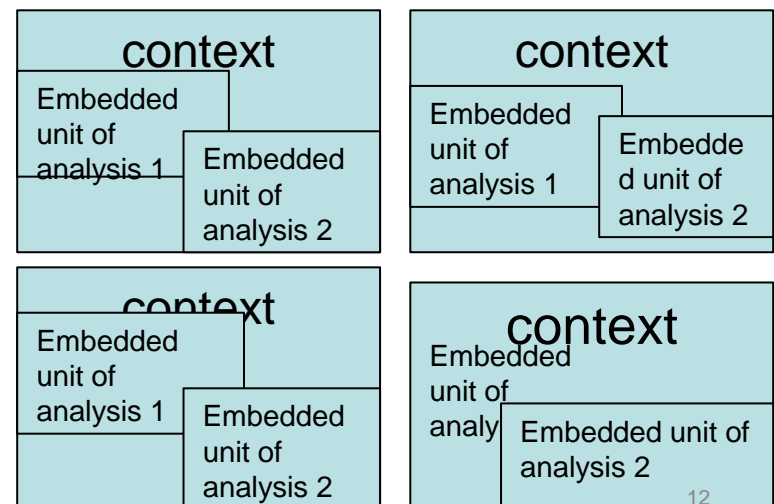 context
Embedded
unit of
analysis 1
Embedded
unit of
analysis 2
context
Embedded
unit of
analysis 1
Embedde
d unit of
analysis 2
context
Embedded
unit of
analysis 1
Embedded
unit of
analysis 2
context
Embedded
unit of
analy
Embedded unit of
analysis 2
12